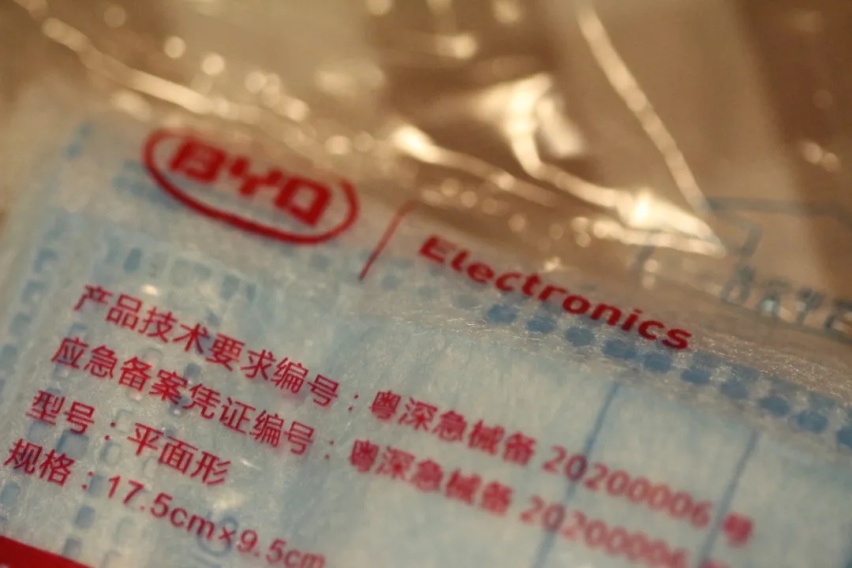 BYD
Electronics
产品技术要求编号：粤深急械备 20200006 号
应急备案凭证编号：粤深急械备 20200006
型号：平面形
规格：17.5cm×9.5cm